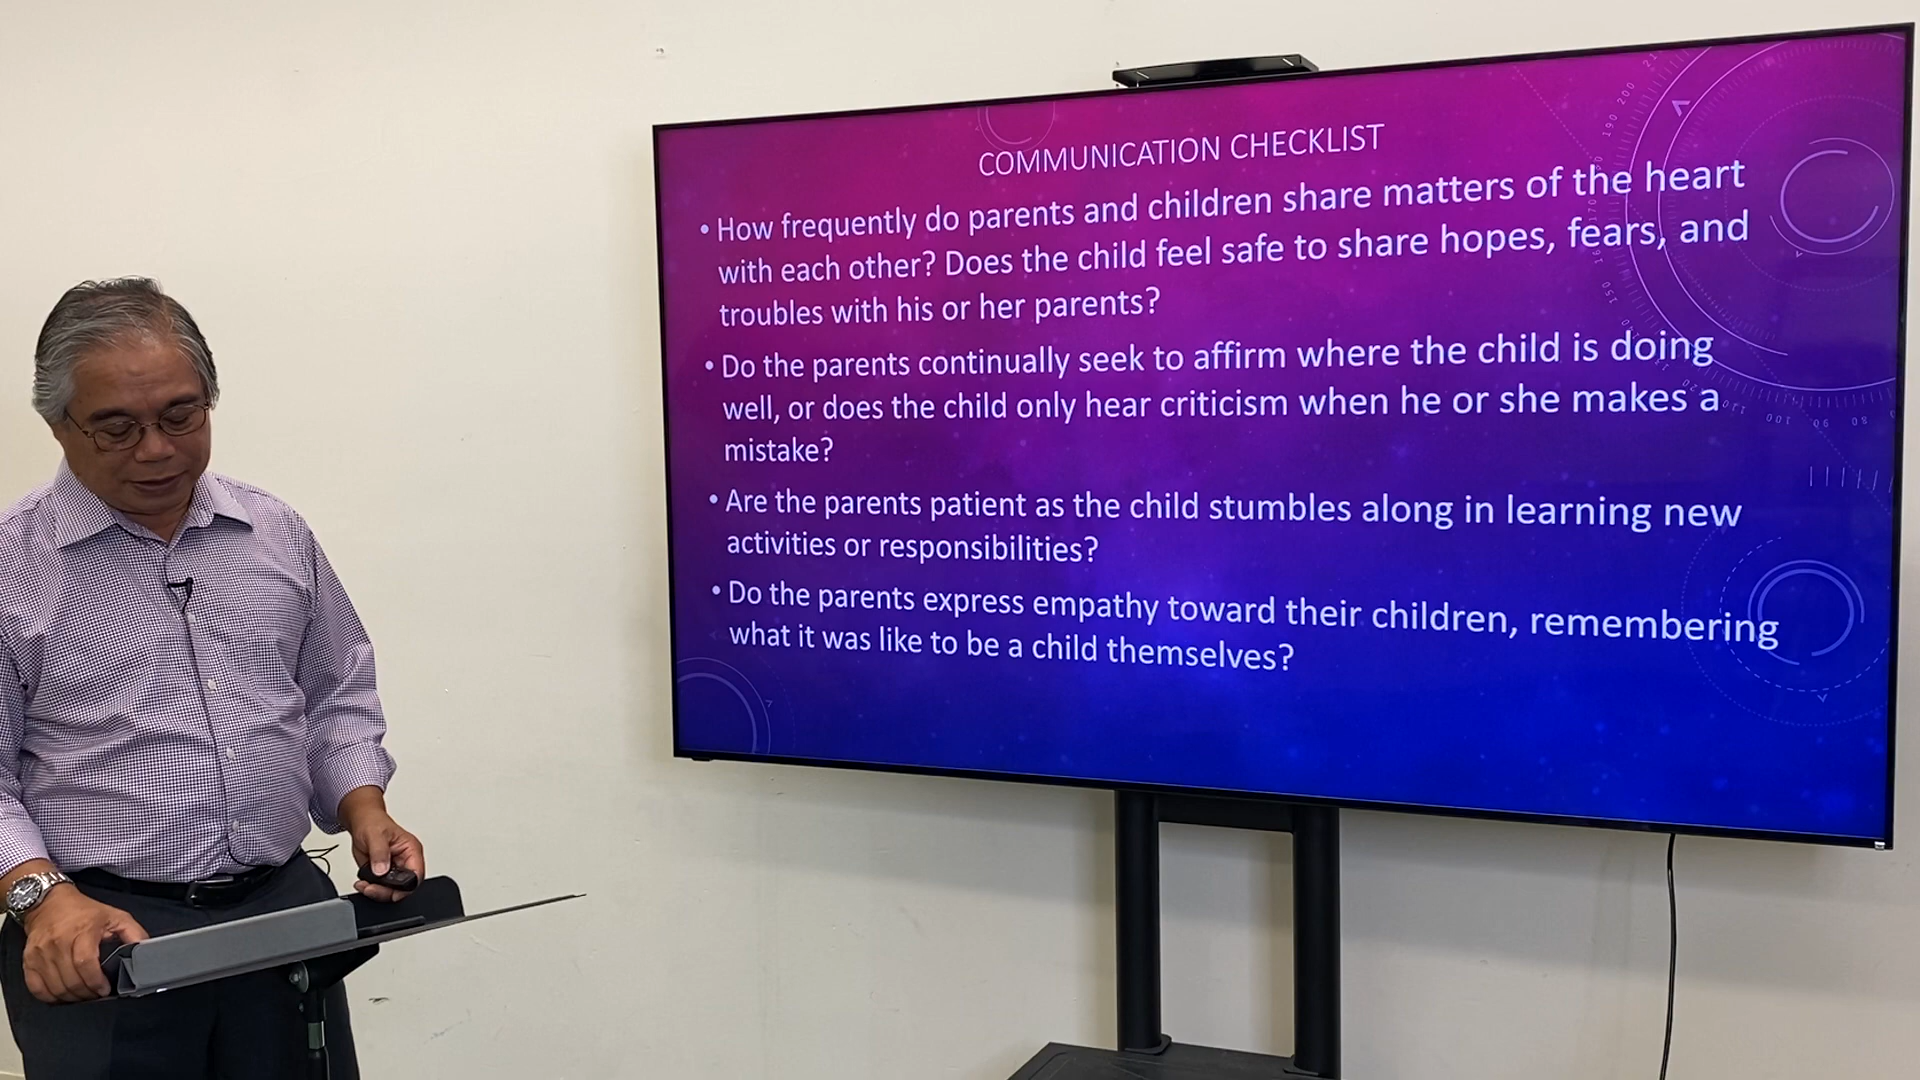 COMMUNICATION CHECKLIST
• How frequently do parents and children share matters of the heart
with each other? Does the child feel safe to share hopes, fears, and
troubles with his or her parents?
• Do the parents continually seek to affirm where the child is doing
well, or does the child only hear criticism when he or she makes a
mistake?
• Are the parents patient as the child stumbles along in learning new
activities or responsibilities?
• Do the parents express empathy toward their children, remembering
what it was like to be a child themselves?